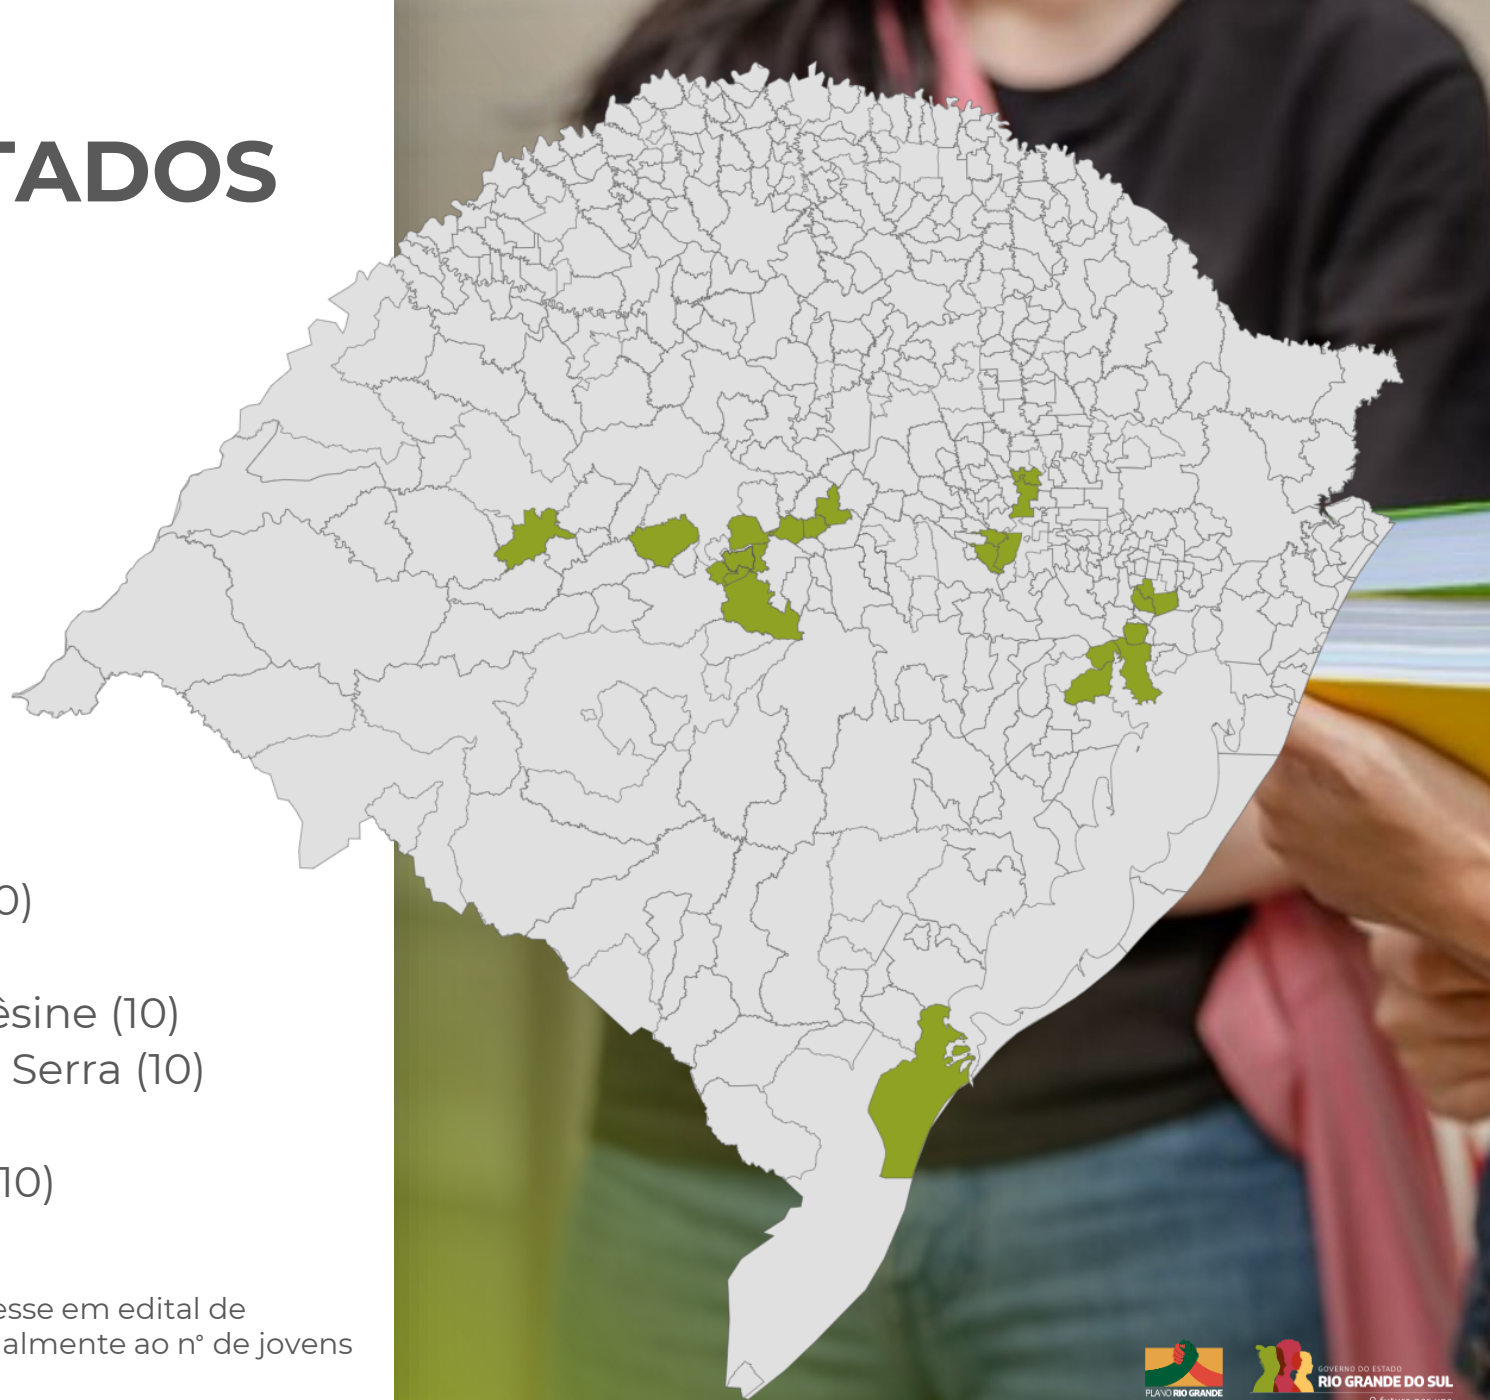 TADOS
0)
êsine (10)
Serra (10)
10)
esse em edital de
almente ao n° de jovens
PLANO RIO GRANDE
GOVERNO DO ESTADO
RIO GRANDE DO SUL